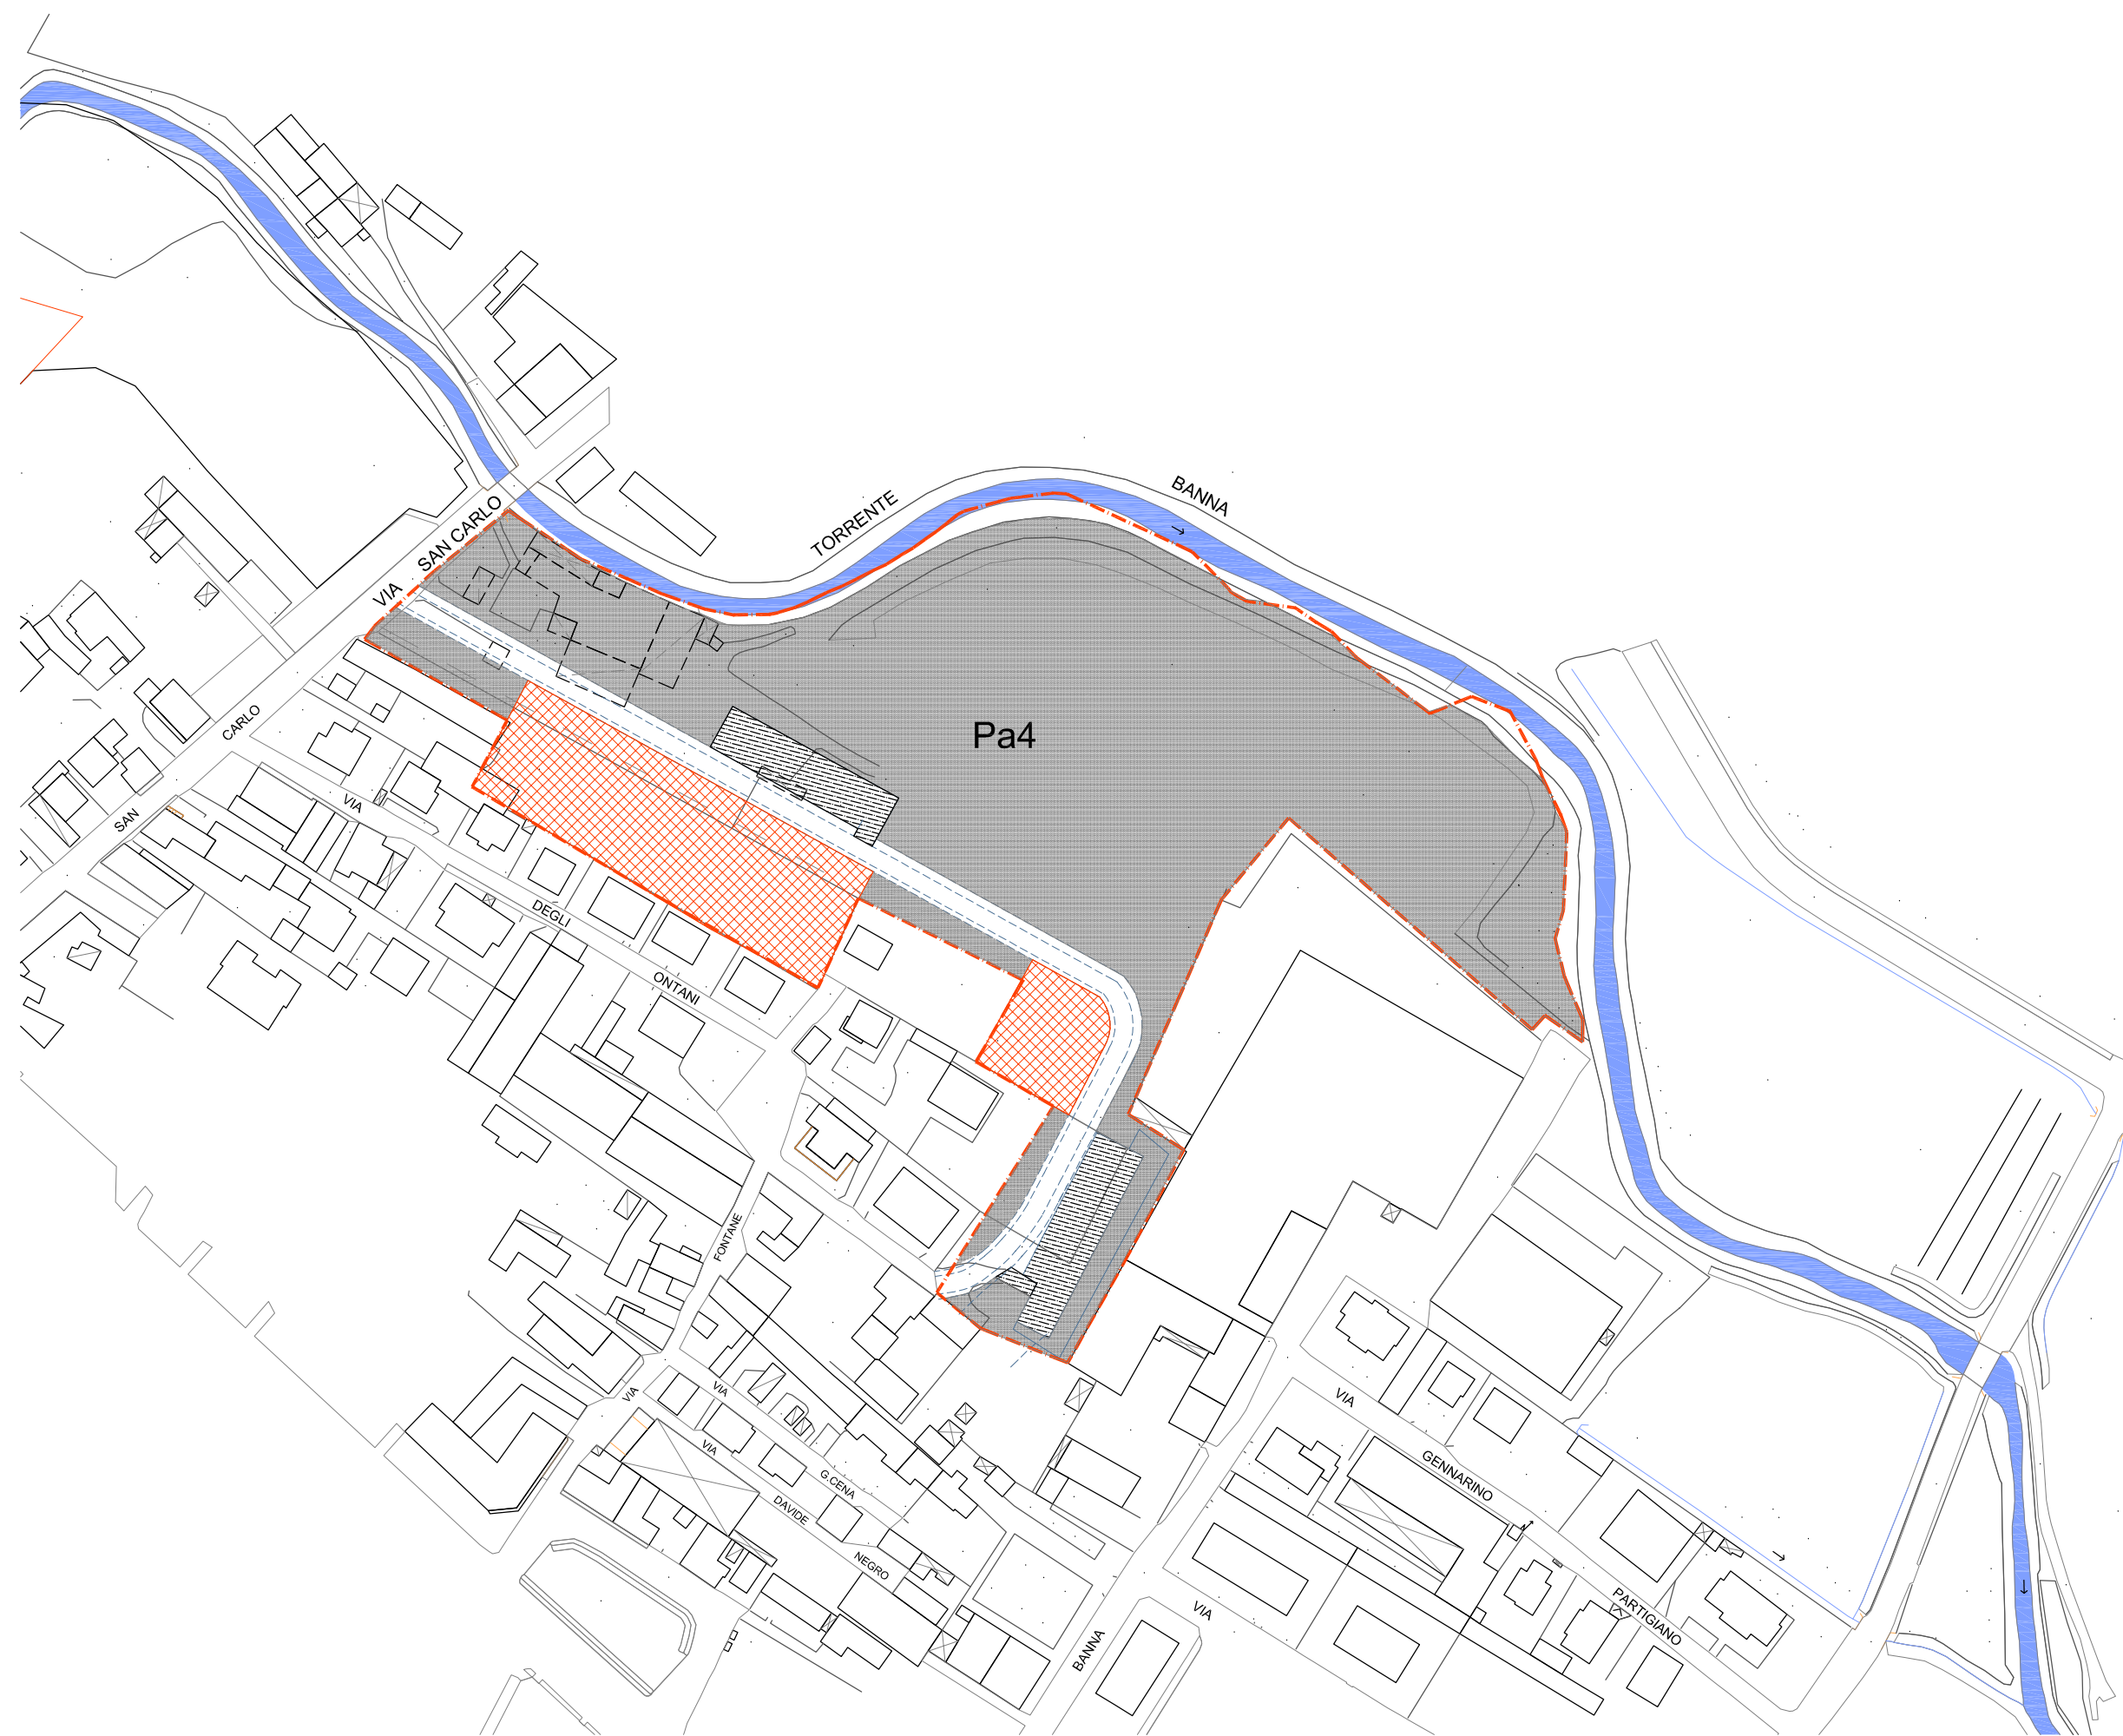 TORRENTE
BANNA
VIA SAN CARLO
Pa4
SAN CARLO
VIA DEGLI ONTANI
VIA FONTANE
VIA G.CENA
VIA DAVIDE NEGRO
VIA GENNARINO PARTIGIANO
VIA
BANNA